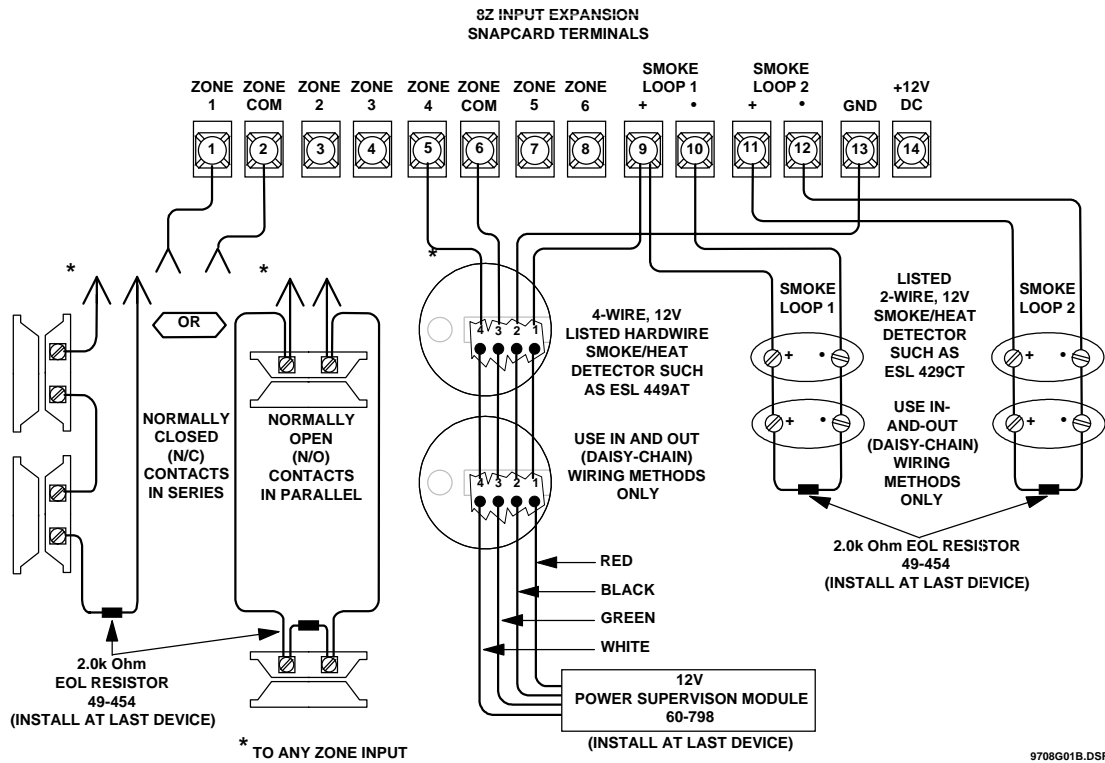 8Z INPUT EXPANSION
SNAPCARD TERMINALS
ZONE 1
ZONE COM
ZONE 2
ZONE 3
ZONE 4
ZONE COM
ZONE 5
ZONE 6
SMOKE LOOP 1
+ •
SMOKE LOOP 2
+ •
GND
+12V DC
1 2 3 4 5 6 7 8 9 10 11 12 13 14
*
OR
*
NORMALLY
CLOSED
(N/C)
CONTACTS
IN SERIES
NORMALLY
OPEN
(N/O)
CONTACTS
IN PARALLEL
2.0k Ohm
EOL RESISTOR
49-454
(INSTALL AT LAST DEVICE)
* TO ANY ZONE INPUT
*
4 3 2 1
4 3 2 1
4-WIRE, 12V
LISTED HARDWIRE
SMOKE/HEAT
DETECTOR SUCH
AS ESL 449AT
USE IN AND OUT
(DAISY-CHAIN)
WIRING METHODS
ONLY
RED
BLACK
GREEN
WHITE
12V
POWER SUPERVISON MODULE
60-798
(INSTALL AT LAST DEVICE)
SMOKE
LOOP 1
+ •
+ •
LISTED
2-WIRE, 12V
SMOKE/HEAT
DETECTOR
SUCH AS
ESL 429CT
USE IN-
AND-OUT
(DAISY-CHAIN)
WIRING
METHODS
ONLY
SMOKE
LOOP 2
+ •
+ •
2.0k Ohm EOL RESISTOR
49-454
(INSTALL AT LAST DEVICE)